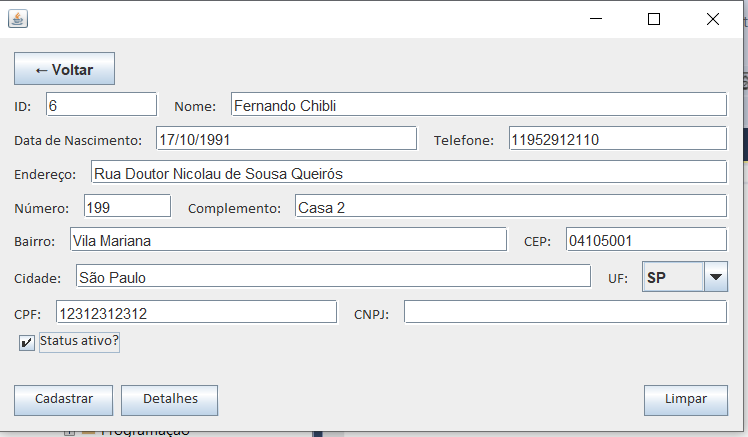 ← Voltar
ID: 6 Nome: Fernando Chibli
Data de Nascimento: 17/10/1991 Telefone: 11952912110
Endereço: Rua Doutor Nicolau de Sousa Queirós
Número: 199 Complemento: Casa 2
Bairro: Vila Mariana CEP: 04105001
Cidade: São Paulo UF: SP
CPF: 12312312312 CNPJ:
Status ativo?
Cadastrar Detalhes Limpar
Programação